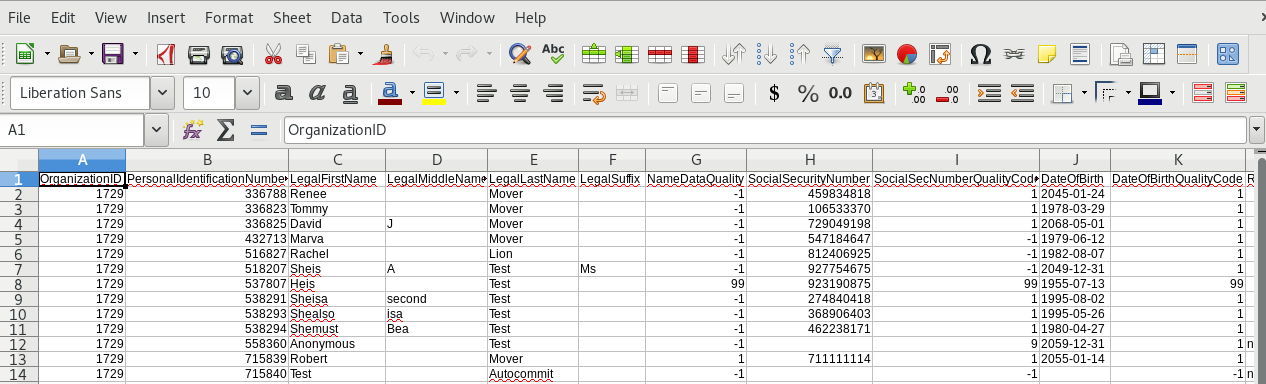 File Edit View Insert Format Sheet Data Tools Window Help
Abc
Liberation Sans 10 a a a a $ % 0.0 .00 .00
A1 fx Σ = OrganizationID
A B C D E F G H I J K
1 OrganizationID PersonalIdentificationNumbe LegalFirstName LegalMiddleName LegalLastName LegalSuffix NameDataQuality SocialSecurityNumber SocialSecNumberQualityCod DateOfBirth DateOfBirthQualityCode R
2 1729 336788 Renee Mover -1 459834818 1 2045-01-24 1
3 1729 336823 Tommy Mover -1 106533370 1 1978-03-29 1
4 1729 336825 David J Mover -1 729049198 1 2068-05-01 1
5 1729 432713 Marva Mover -1 547184647 -1 1979-06-12 1
6 1729 516827 Rachel Lion -1 812406925 -1 1982-08-07 1
7 1729 518207 Sheis A Test Ms -1 927754675 -1 2049-12-31 1
8 1729 537807 Heis Test 99 923190875 99 1955-07-13 99
9 1729 538291 Sheisa second Test -1 274840418 1 1995-08-02 1
10 1729 538293 Shealso isa Test -1 368906403 1 1995-05-26 1
11 1729 538294 Shemust Bea Test -1 462238171 1 1980-04-27 1
12 1729 558360 Anonymous Test -1 9 2059-12-31 1 n
13 1729 715839 Robert Mover 1 711111114 1 2055-01-14 1
14 1729 715840 Test Autocommit -1 -1 -1 n